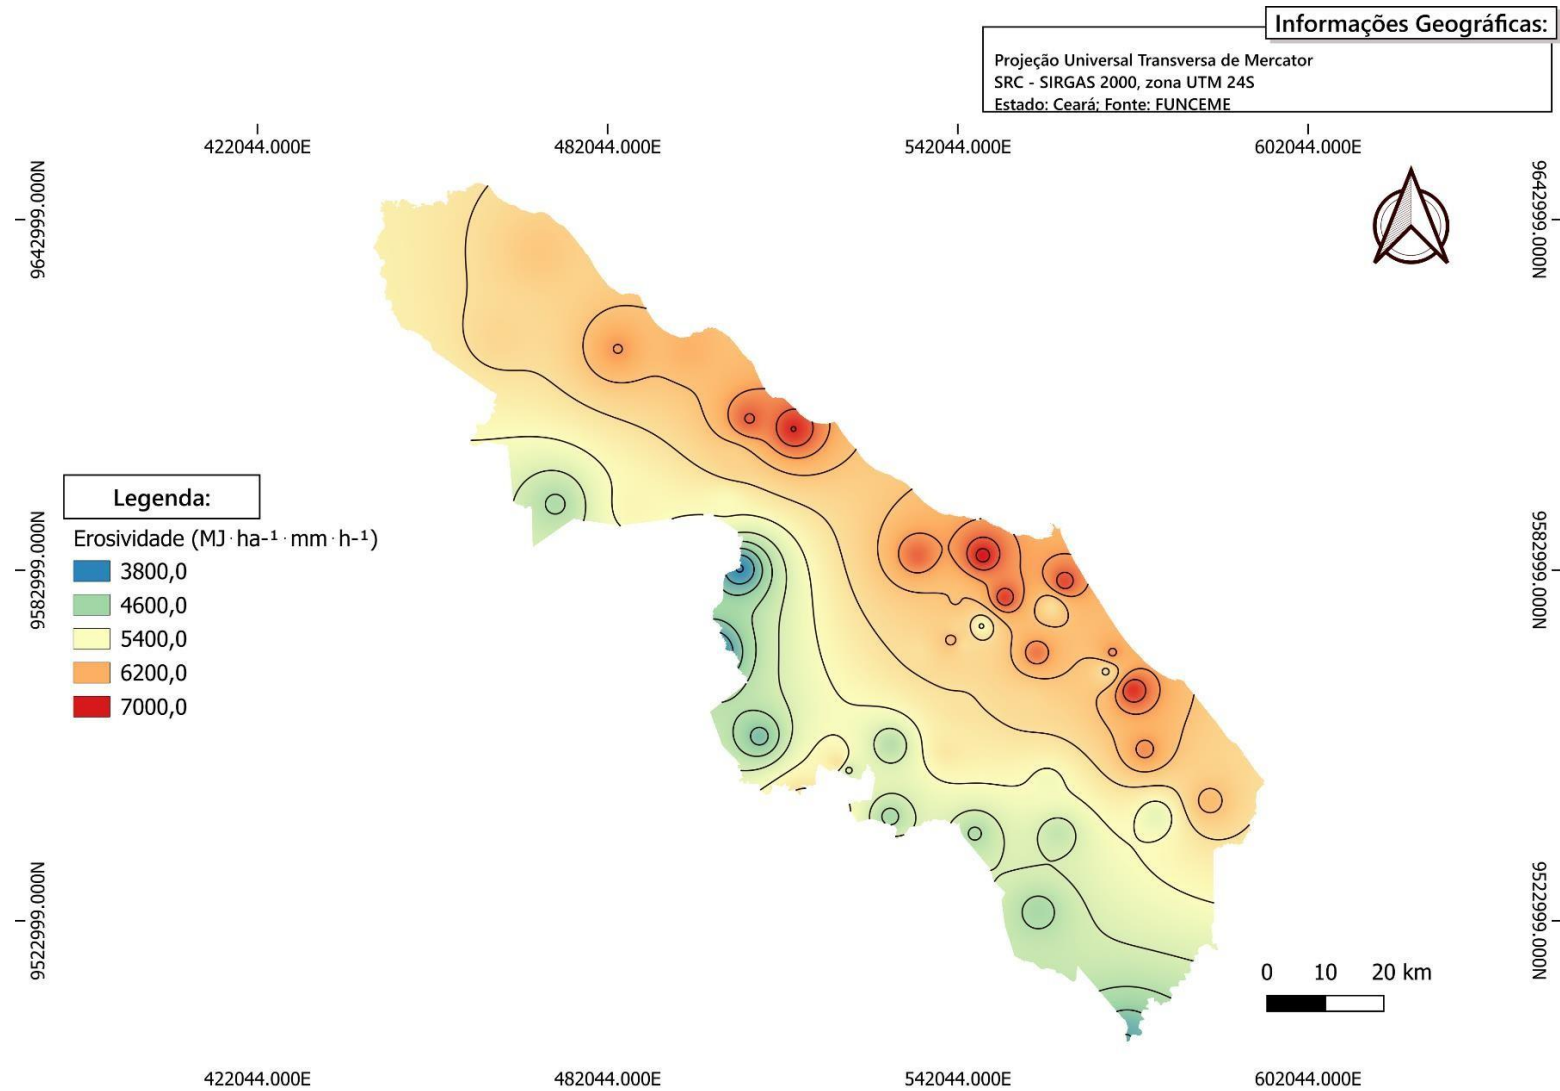 Informações Geográficas:
Projeção Universal Transversa de Mercator
SRC - SIRGAS 2000, zona UTM 24S
Estado: Ceará; Fonte: FUNCEME
422044.000E
482044.000E
542044.000E
602044.000E
9642999.000N
9642999.000N
Legenda:
Erosividade (MJ·ha-¹·mm·h-¹)
3800,0
4600,0
5400,0
6200,0
7000,0
9582999.000N
9582999.000N
9522999.000N
9522999.000N
0 10 20 km
422044.000E
482044.000E
542044.000E
602044.000E